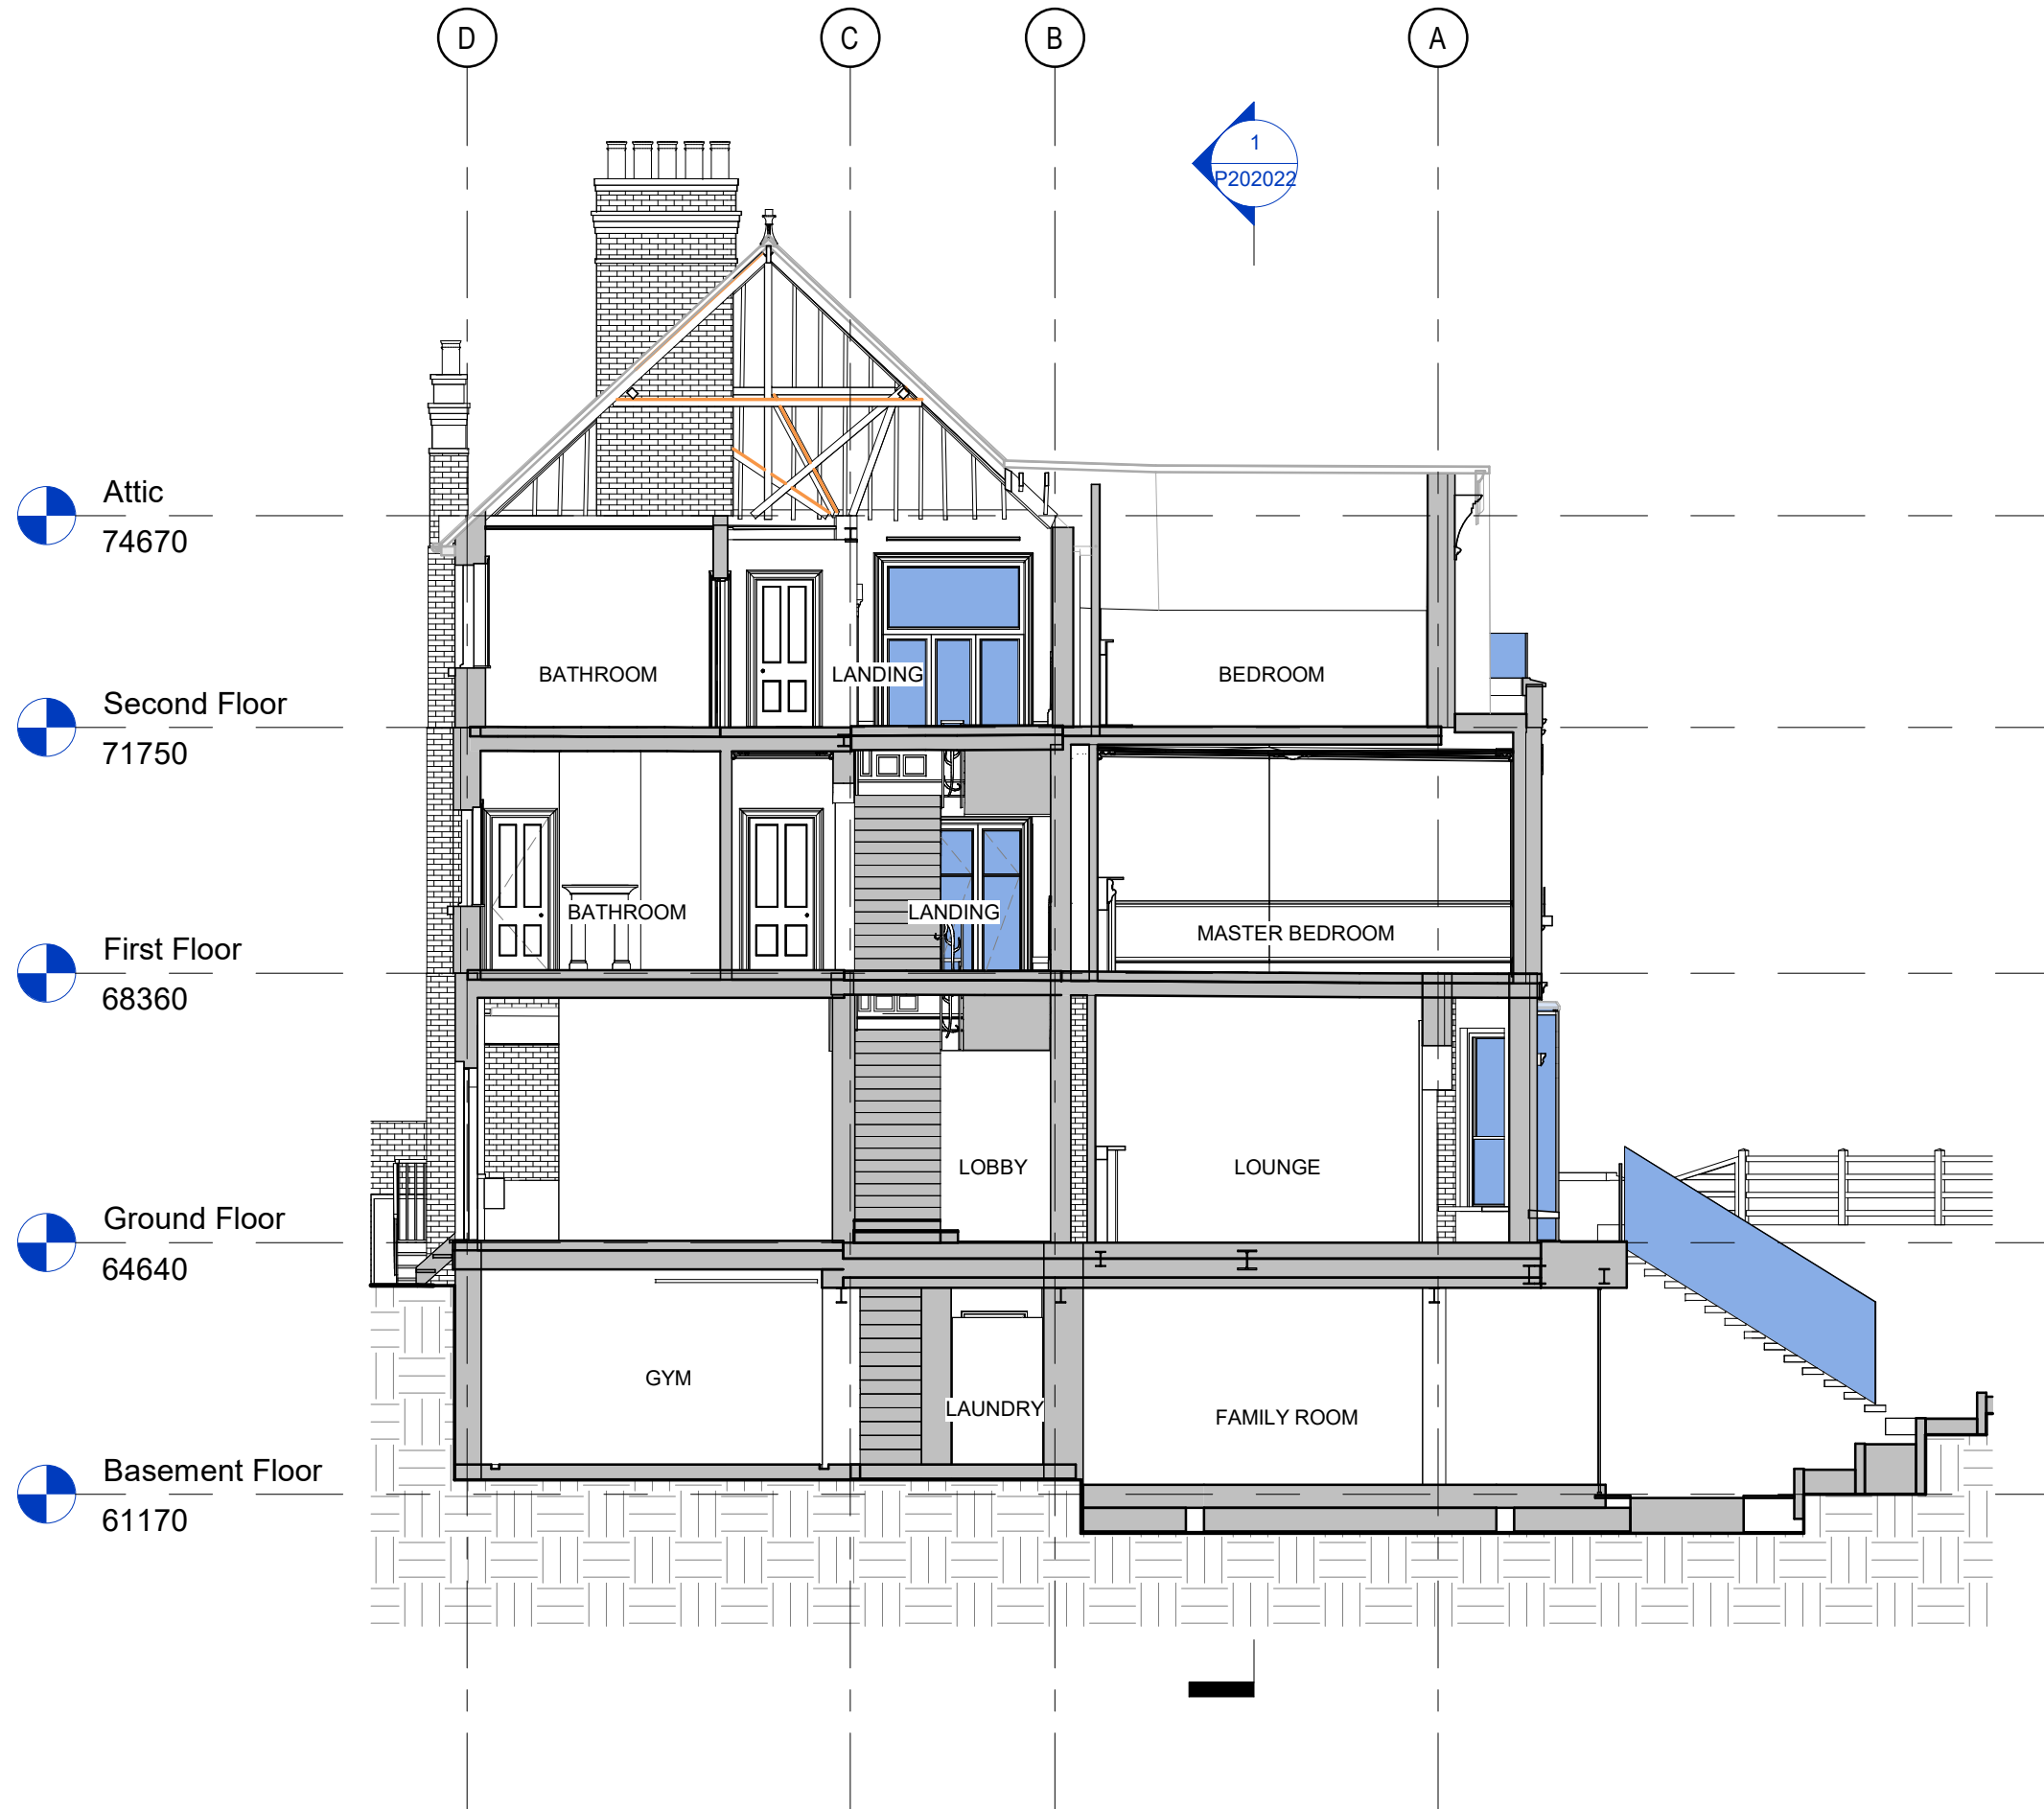 D
C
B
A
1
P202022
Attic
74670
BATHROOM
LANDING
BEDROOM
Second Floor
71750
BATHROOM
LANDING
MASTER BEDROOM
First Floor
68360
LOBBY
LOUNGE
Ground Floor
64640
GYM
LAUNDRY
FAMILY ROOM
Basement Floor
61170